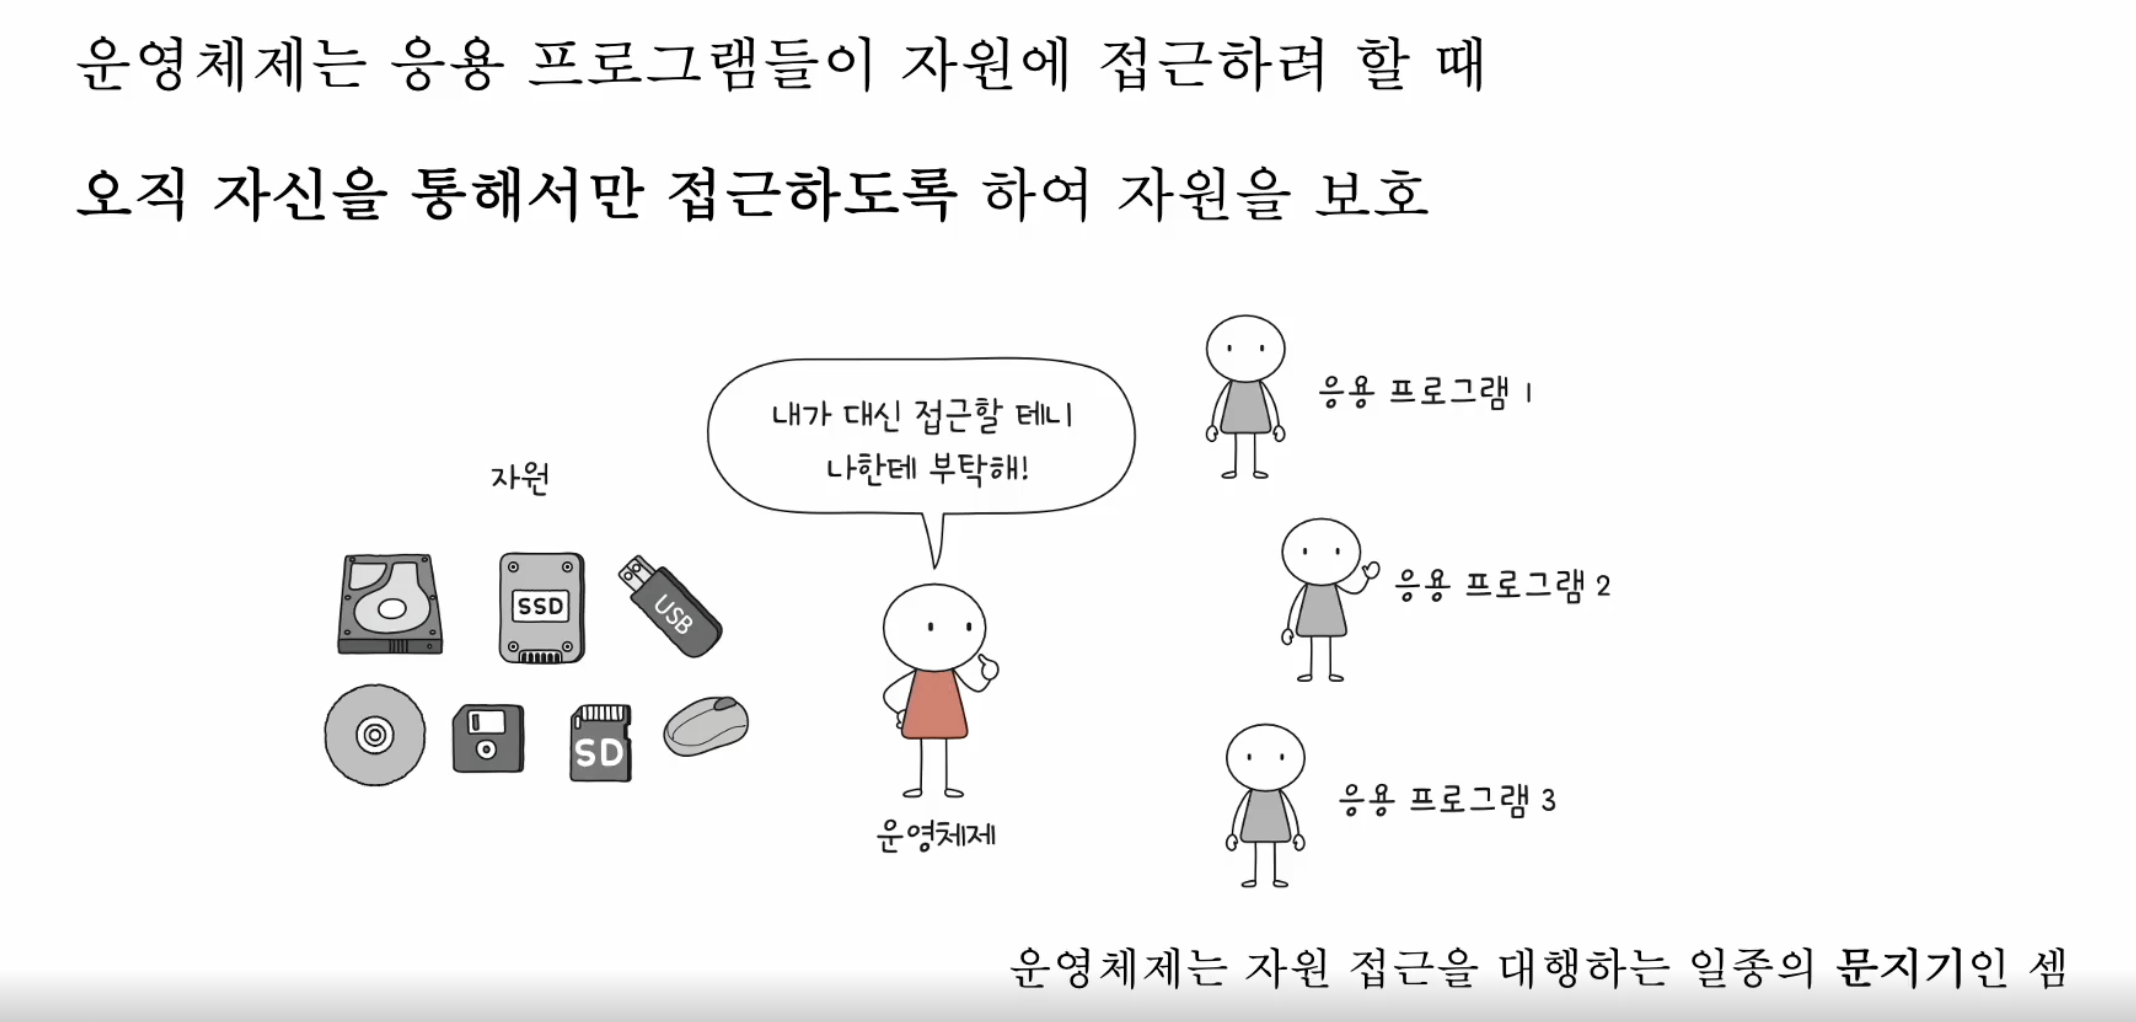 운영체제는 응용 프로그램들이 자원에 접근하려 할 때
오직 자신을 통해서만 접근하도록 하여 자원을 보호
내가 대신 접근할 테니
나한테 부탁해!
자원
SSD
USB
SD
운영체제
응용 프로그램 1
응용 프로그램 2
응용 프로그램 3
운영체제는 자원 접근을 대행하는 일종의 문지기인 셈